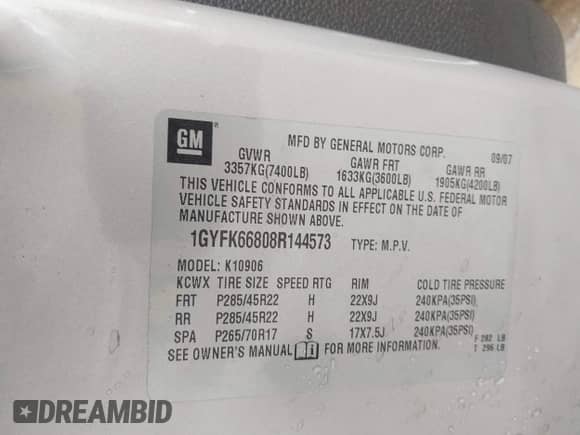 GM
MFD BY GENERAL MOTORS CORP. 09/07
GVWR GAWR FRT GAWR RR
3357KG(7400LB) 1633KG(3600LB) 1905KG(4200LB)
THIS VEHICLE CONFORMS TO ALL APPLICABLE U.S. FEDERAL MOTOR
VEHICLE SAFETY STANDARDS IN EFFECT ON THE DATE OF
MANUFACTURE SHOWN ABOVE.
1GYFK66808R144573 TYPE: M.P.V.
MODEL: K10906
KCWX TIRE SIZE SPEED RTG RIM COLD TIRE PRESSURE
FRT P285/45R22 H 22X9J 240KPA(35PSI)
RR P285/45R22 H 22X9J 240KPA(35PSI)
SPA P265/70R17 S 17X7.5J 240KPA(35PSI)
SEE OWNER'S MANUAL i FOR MORE INFORMATION.
F 282 LB
T 296 LB
DREAMBID